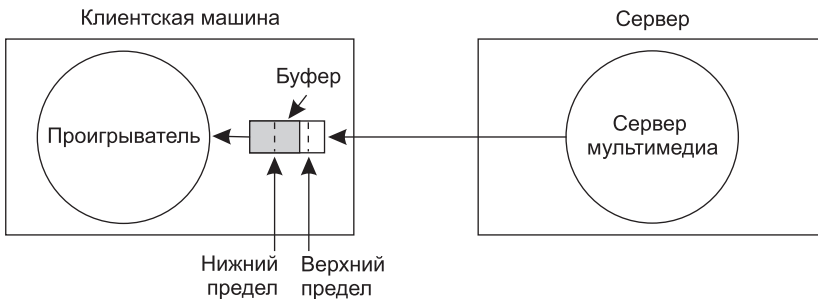 Клиентская машина
Сервер
Буфер
Проигрыватель
Сервер
мультимедиа
Нижний
предел
Верхний
предел